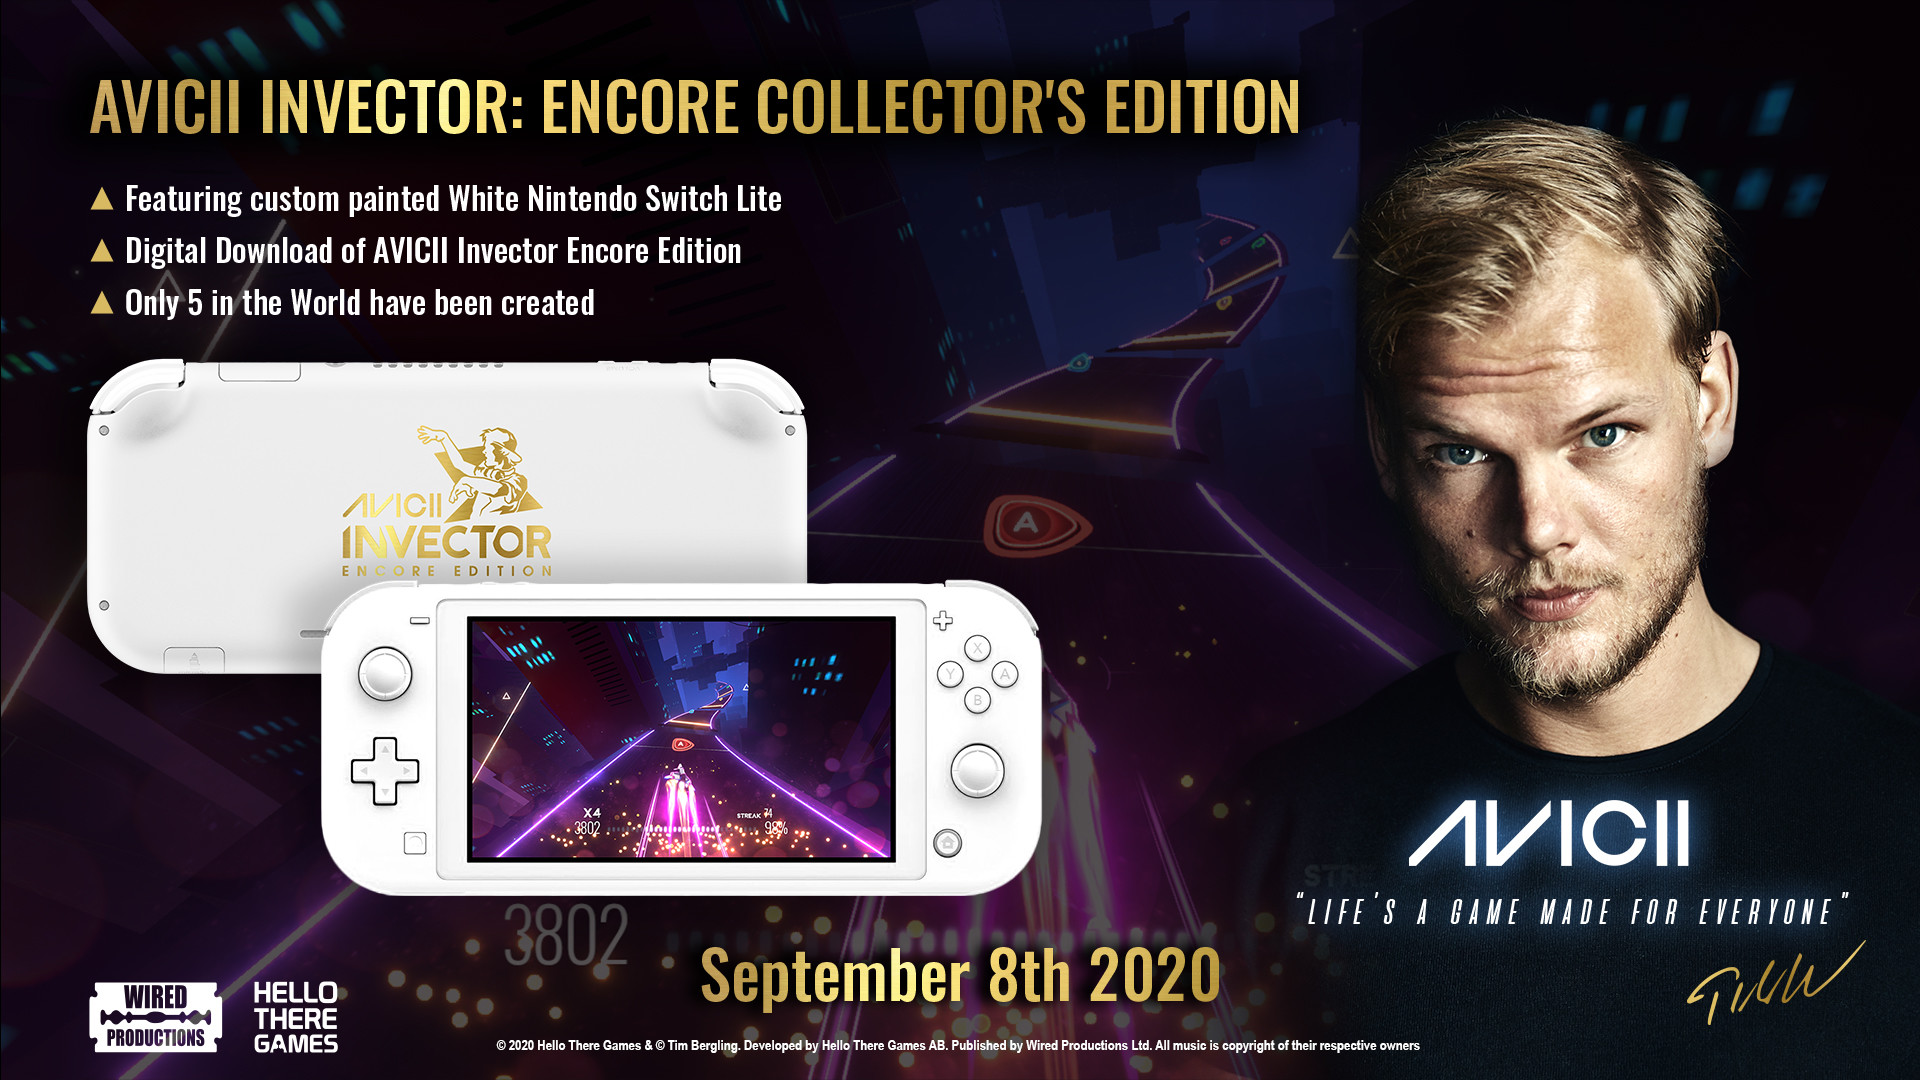 AVICII INVECTOR: ENCORE COLLECTOR'S EDITION
Featuring custom painted White Nintendo Switch Lite
Digital Download of AVICII Invector Encore Edition
Only 5 in the World have been created
AVICII
INVECTOR
ENCORE EDITION
A
X
Y
A
B
A
X4
3802
STREAK 74
98%
AVICII
STRE
"LIFE'S A GAME MADE FOR EVERYONE"
3802
September 8th 2020
WIRED
PRODUCTIONS
HELLO
THERE
GAMES
© 2020 Hello There Games & © Tim Bergling. Developed by Hello There Games AB. Published by Wired Productions Ltd. All music is copyright of their respective owners